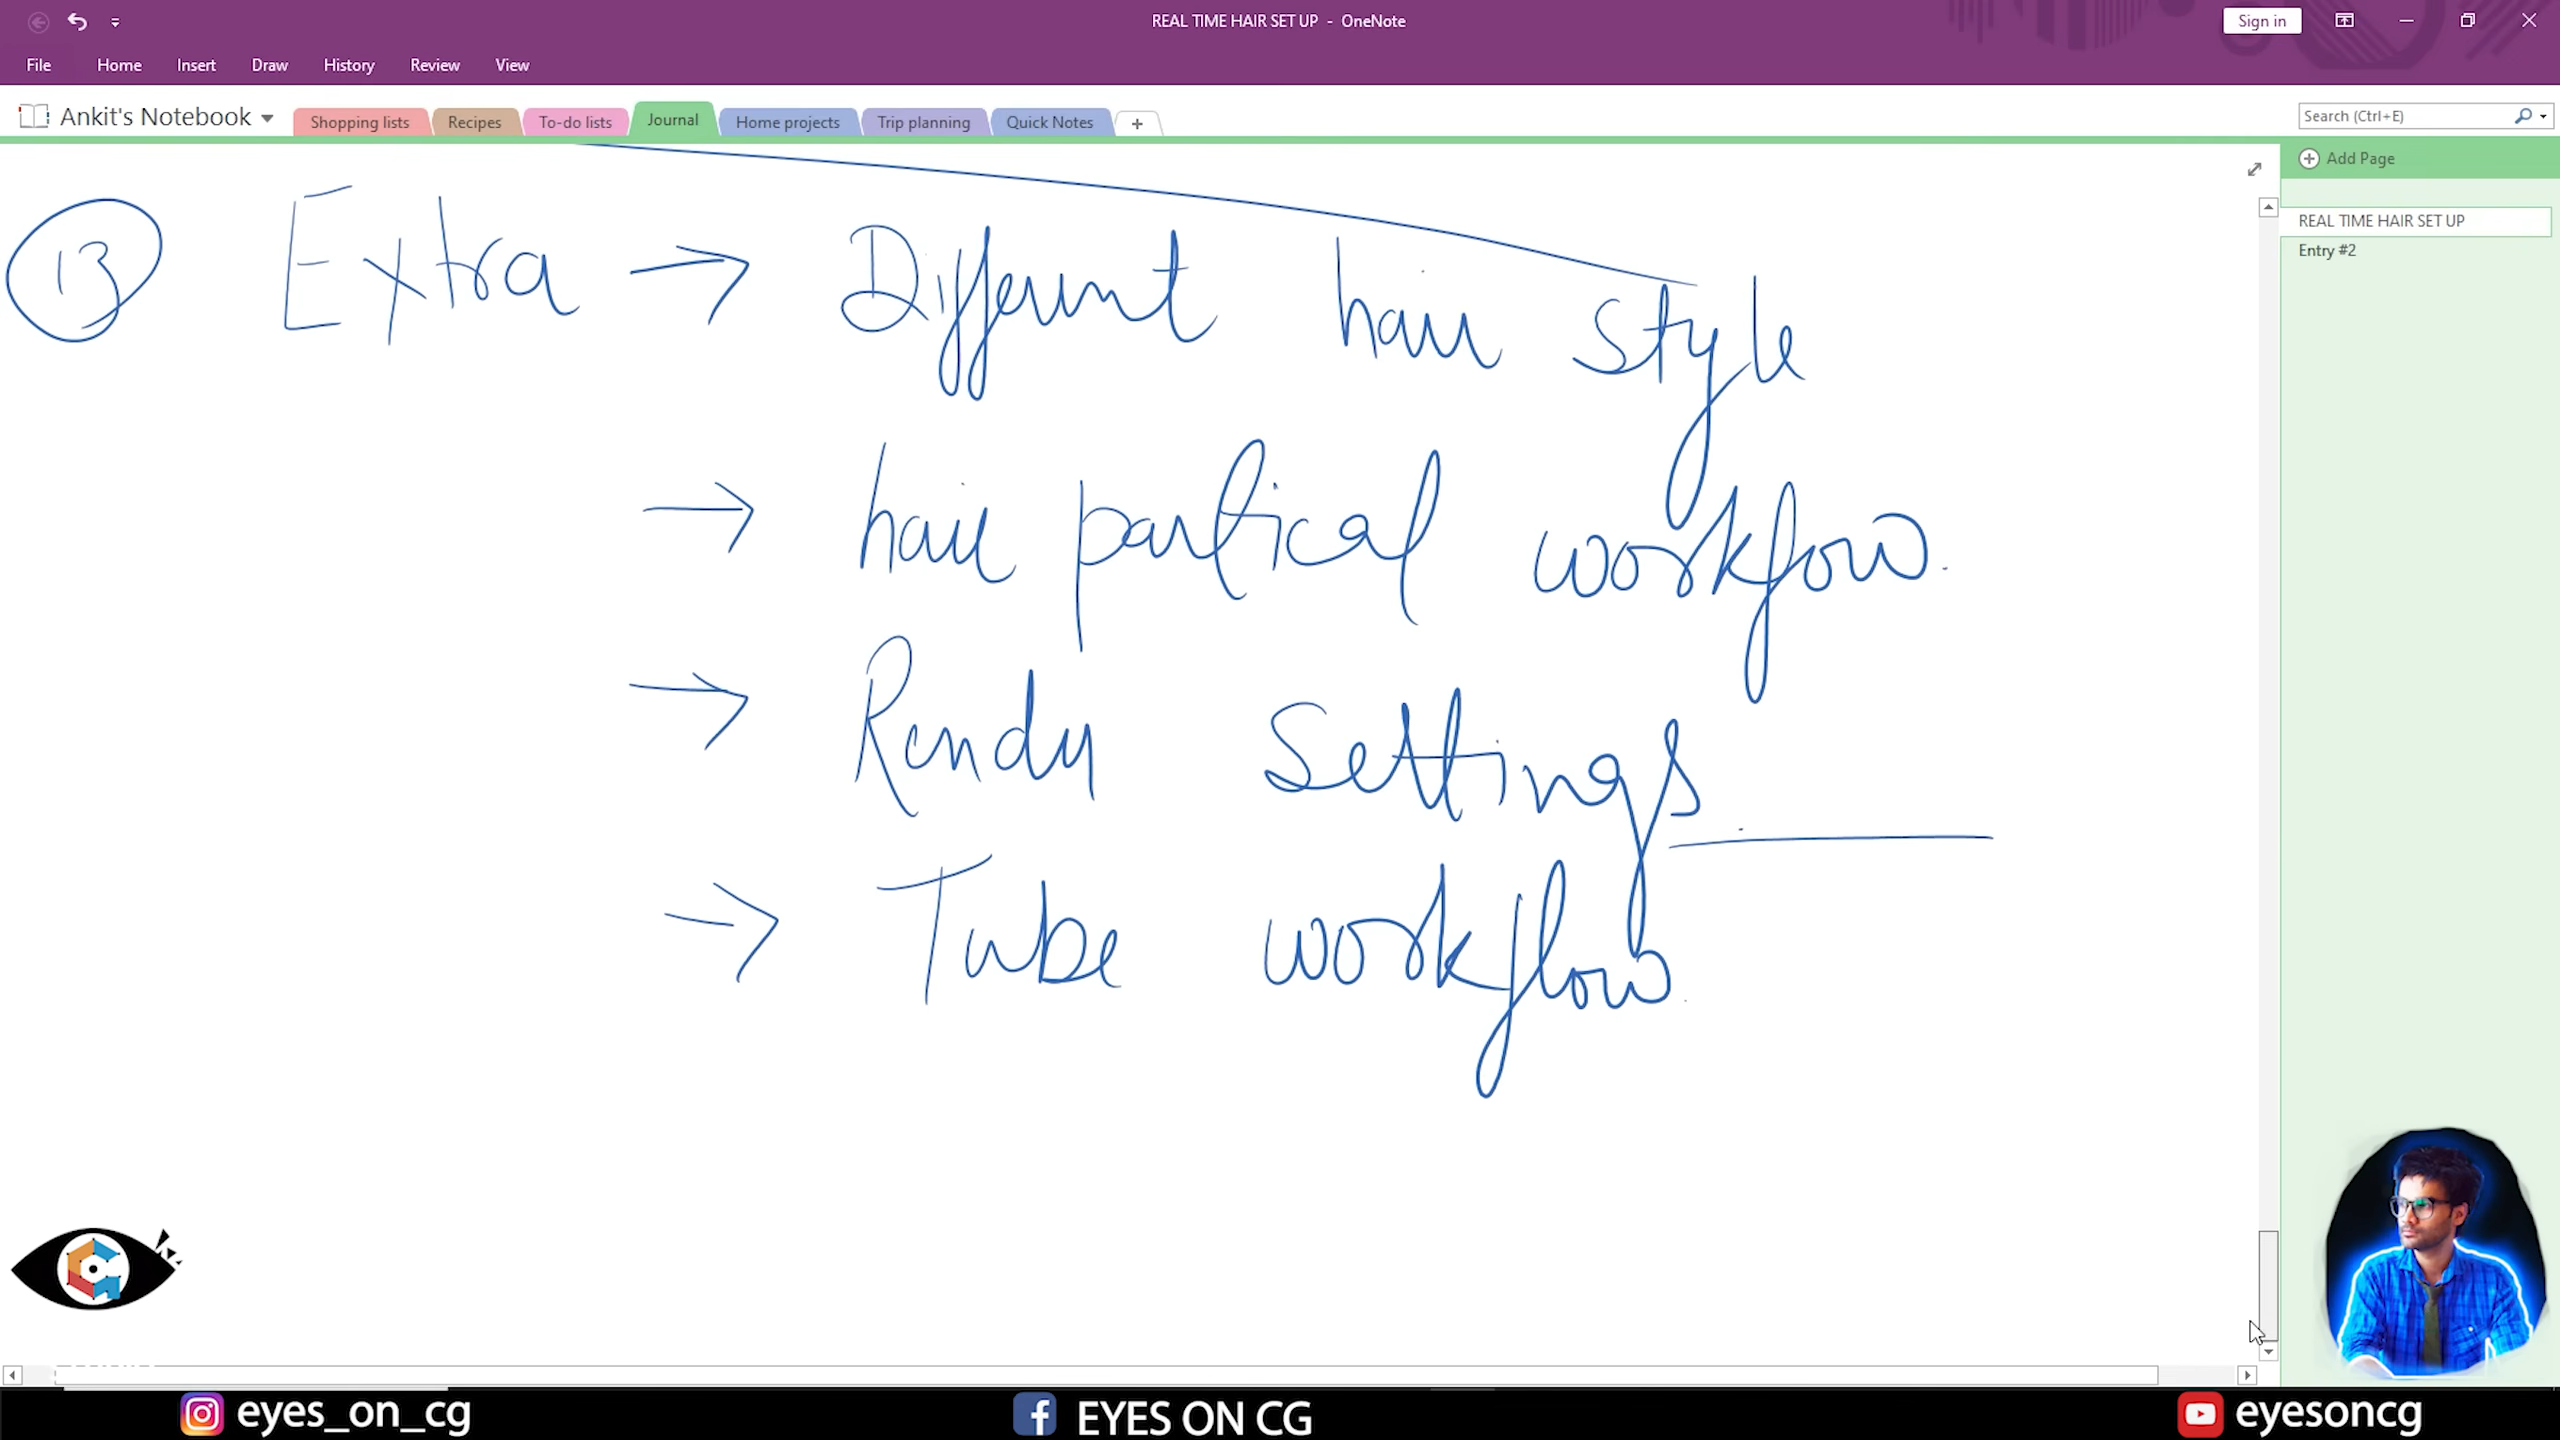 REAL TIME HAIR SET UP - OneNote
Sign in
File Home Insert Draw History Review View
Ankit's Notebook Shopping lists Recipes To-do lists Journal Home projects Trip planning Quick Notes +
Search (Ctrl+E)
Add Page
REAL TIME HAIR SET UP
Entry #2
13 Extra → Different hair Style
→ hair partical workfow.
→ Render Settings
→ Tube workflow.
eyes_on_cg EYES ON CG eyesoncg